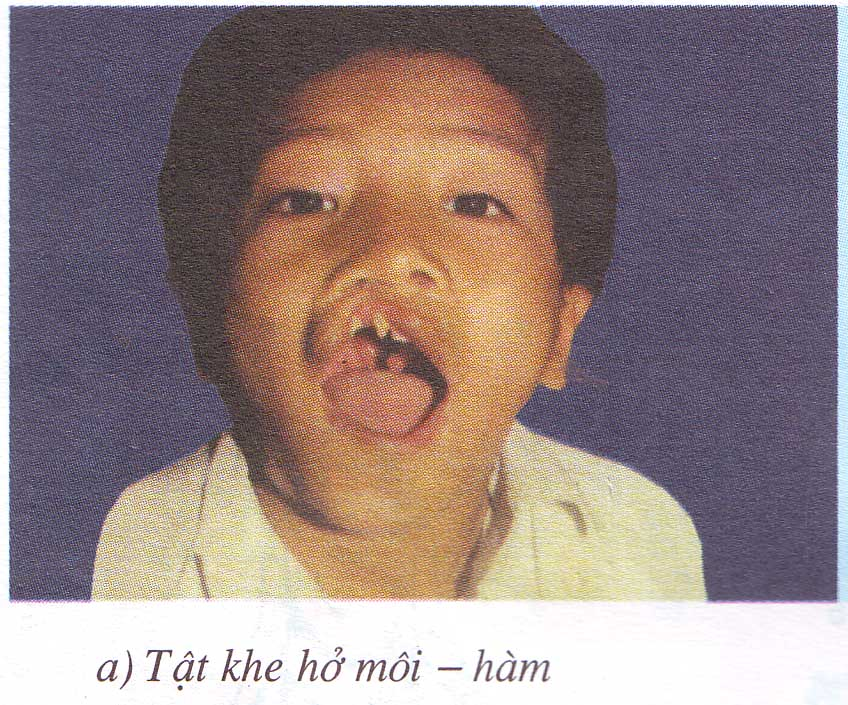 a) Tật khe hở môi – hàm